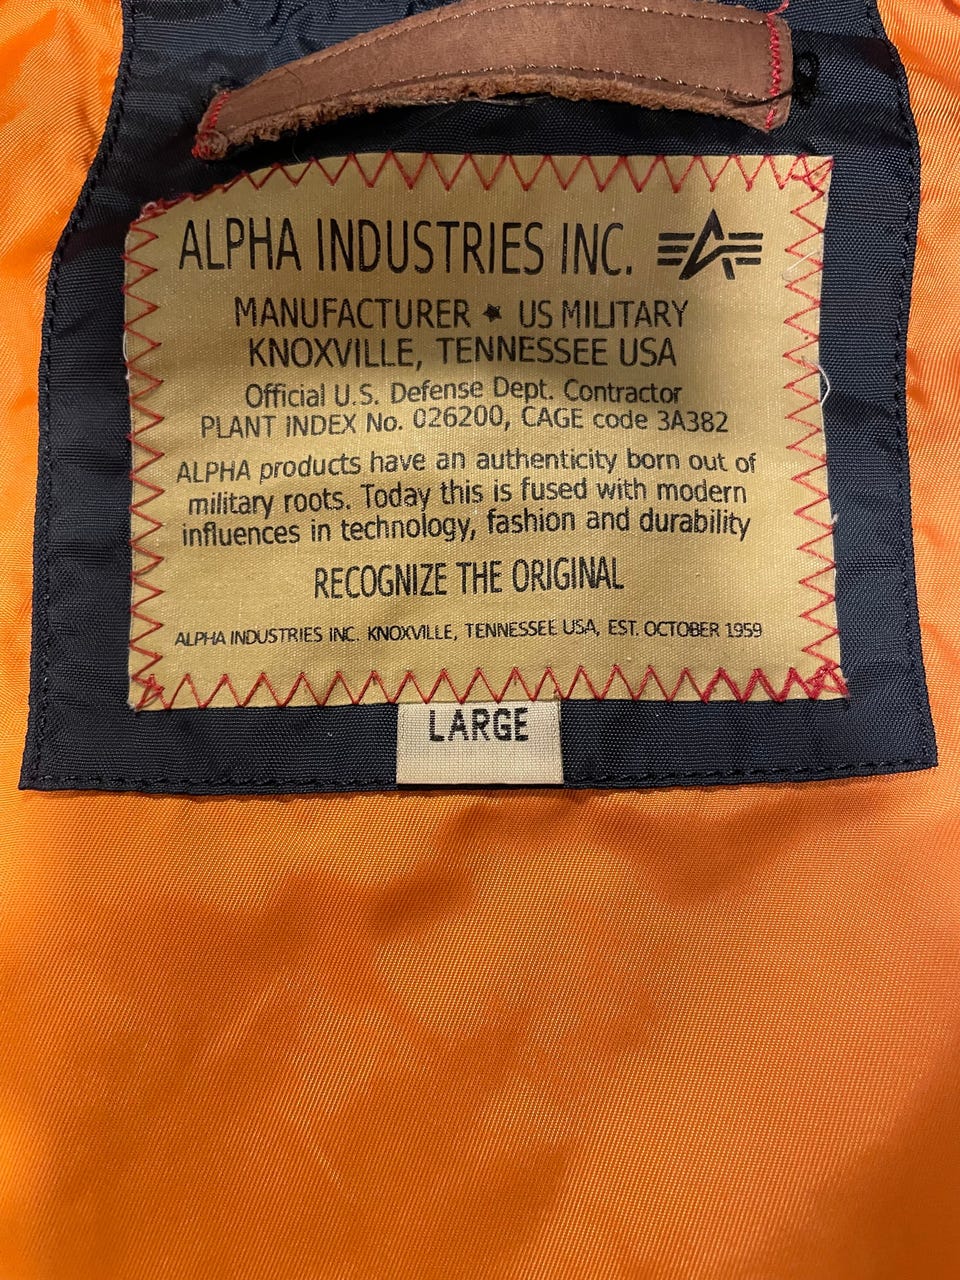 ALPHA INDUSTRIES INC.
MANUFACTURER ★ US MILITARY
KNOXVILLE, TENNESSEE USA
Official U.S. Defense Dept. Contractor
PLANT INDEX No. 026200, CAGE code 3A382
ALPHA products have an authenticity born out of
military roots. Today this is fused with modern
influences in technology, fashion and durability
RECOGNIZE THE ORIGINAL
ALPHA INDUSTRIES INC. KNOXVILLE, TENNESSEE USA, EST. OCTOBER 1959
LARGE